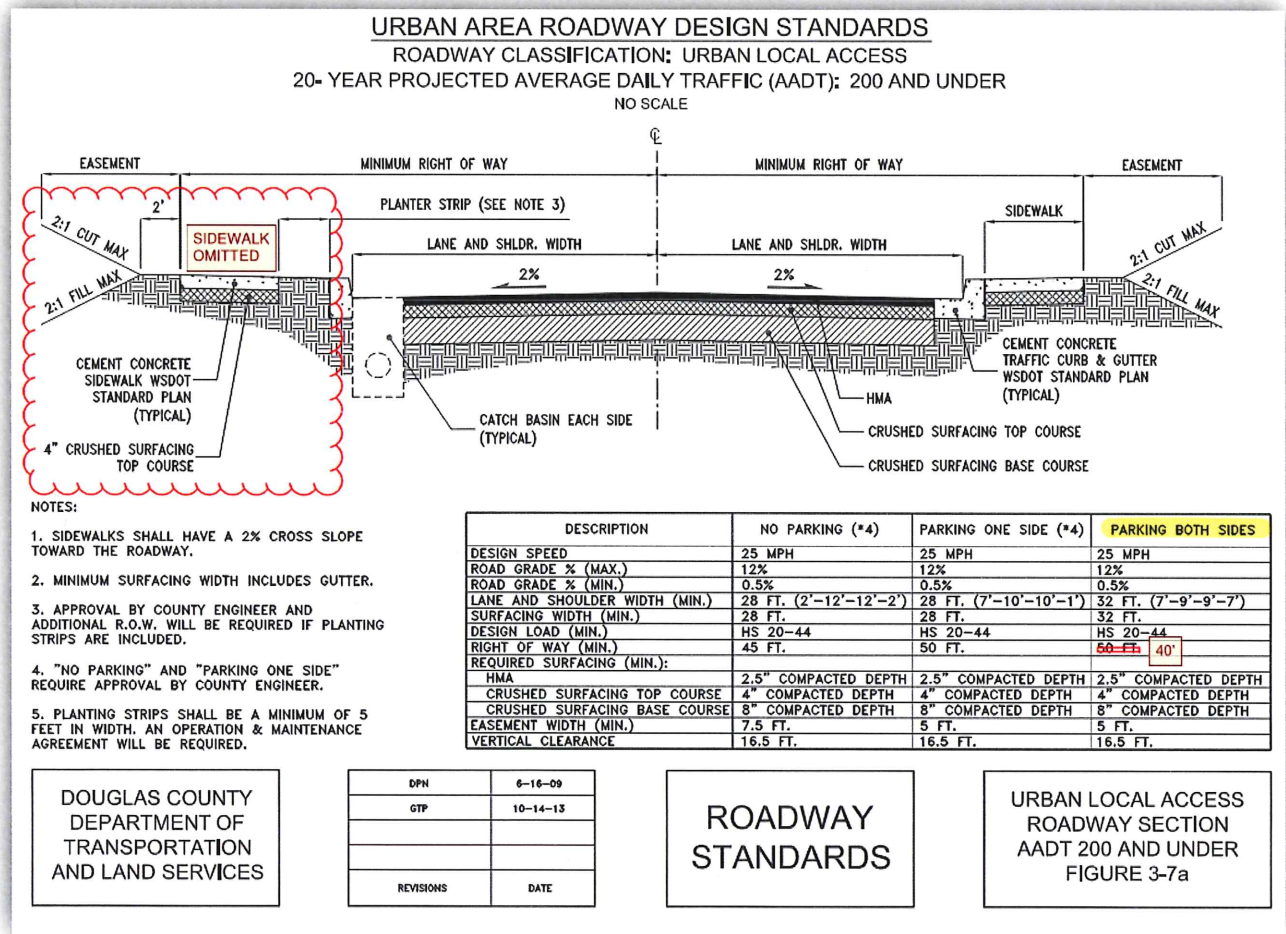 URBAN AREA ROADWAY DESIGN STANDARDS
ROADWAY CLASSIFICATION: URBAN LOCAL ACCESS
20- YEAR PROJECTED AVERAGE DAILY TRAFFIC (AADT): 200 AND UNDER
NO SCALE
℄
EASEMENT
MINIMUM RIGHT OF WAY
MINIMUM RIGHT OF WAY
EASEMENT
2'
PLANTER STRIP (SEE NOTE 3)
SIDEWALK
SIDEWALK
OMITTED
LANE AND SHLDR. WIDTH
LANE AND SHLDR. WIDTH
2:1 CUT MAX
2%
2%
2:1 CUT MAX
2:1 FILL MAX
2:1 FILL MAX
CEMENT CONCRETE
SIDEWALK WSDOT
STANDARD PLAN
(TYPICAL)
4" CRUSHED SURFACING
TOP COURSE
CATCH BASIN EACH SIDE
(TYPICAL)
CEMENT CONCRETE
TRAFFIC CURB & GUTTER
WSDOT STANDARD PLAN
(TYPICAL)
HMA
CRUSHED SURFACING TOP COURSE
CRUSHED SURFACING BASE COURSE
NOTES:
1. SIDEWALKS SHALL HAVE A 2% CROSS SLOPE
TOWARD THE ROADWAY.
2. MINIMUM SURFACING WIDTH INCLUDES GUTTER.
3. APPROVAL BY COUNTY ENGINEER AND
ADDITIONAL R.O.W. WILL BE REQUIRED IF PLANTING
STRIPS ARE INCLUDED.
4. "NO PARKING" AND "PARKING ONE SIDE"
REQUIRE APPROVAL BY COUNTY ENGINEER.
5. PLANTING STRIPS SHALL BE A MINIMUM OF 5
FEET IN WIDTH. AN OPERATION & MAINTENANCE
AGREEMENT WILL BE REQUIRED.
DESCRIPTION NO PARKING (*4) PARKING ONE SIDE (*4) PARKING BOTH SIDES
DESIGN SPEED 25 MPH 25 MPH 25 MPH
ROAD GRADE % (MAX.) 12% 12% 12%
ROAD GRADE % (MIN.) 0.5% 0.5% 0.5%
LANE AND SHOULDER WIDTH (MIN.) 28 FT. (2'-12'-12'-2') 28 FT. (7'-10'-10'-1') 32 FT. (7'-9'-9'-7')
SURFACING WIDTH (MIN.) 28 FT. 28 FT. 32 FT.
DESIGN LOAD (MIN.) HS 20-44 HS 20-44 HS 20-44
RIGHT OF WAY (MIN.) 45 FT. 50 FT. 50 FT. 40'
REQUIRED SURFACING (MIN.):
HMA 2.5" COMPACTED DEPTH 2.5" COMPACTED DEPTH 2.5" COMPACTED DEPTH
CRUSHED SURFACING TOP COURSE 4" COMPACTED DEPTH 4" COMPACTED DEPTH 4" COMPACTED DEPTH
CRUSHED SURFACING BASE COURSE 8" COMPACTED DEPTH 8" COMPACTED DEPTH 8" COMPACTED DEPTH
EASEMENT WIDTH (MIN.) 7.5 FT. 5 FT. 5 FT.
VERTICAL CLEARANCE 16.5 FT. 16.5 FT. 16.5 FT.
DOUGLAS COUNTY
DEPARTMENT OF
TRANSPORTATION
AND LAND SERVICES
DPN 6-16-09
GTP 10-14-13
REVISIONS DATE
ROADWAY
STANDARDS
URBAN LOCAL ACCESS
ROADWAY SECTION
AADT 200 AND UNDER
FIGURE 3-7a